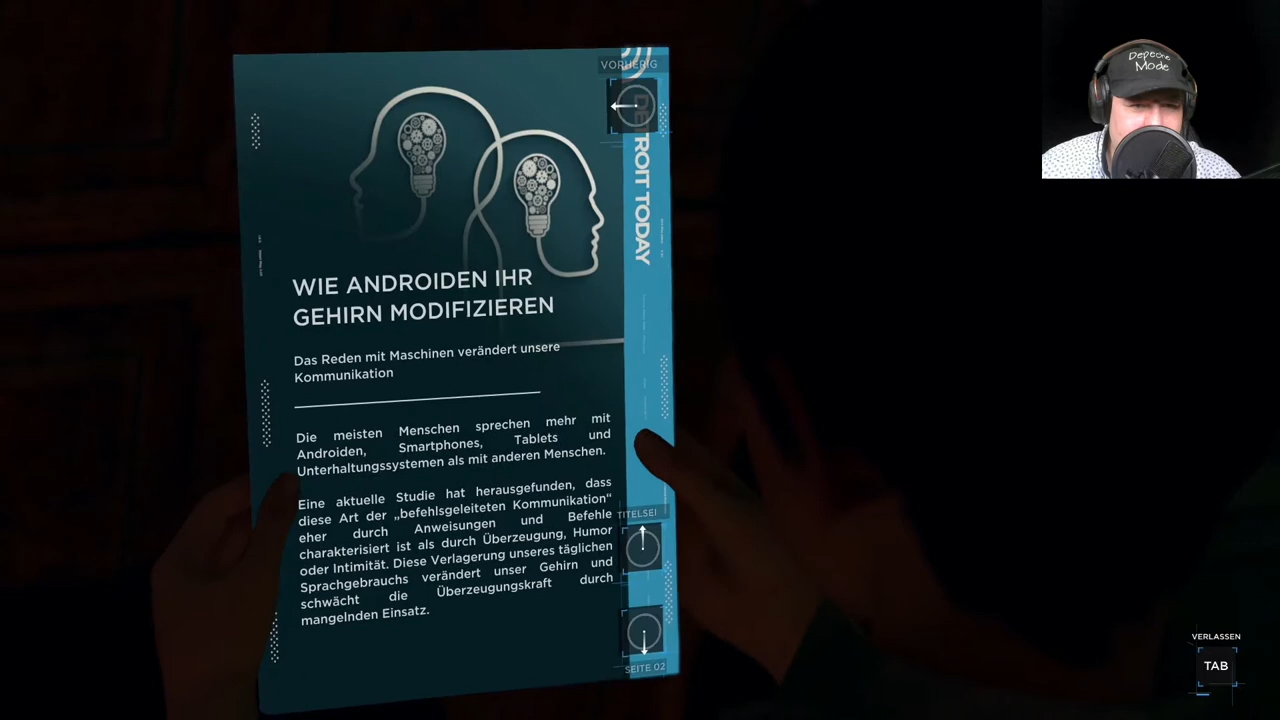 VORHERIG
Depeche
Mode
DETROIT TODAY
WIE ANDROIDEN IHR
GEHIRN MODIFIZIEREN
Das Reden mit Maschinen verändert unsere
Kommunikation
Die meisten Menschen sprechen mehr mit
Androiden, Smartphones, Tablets und
Unterhaltungssystemen als mit anderen Menschen.
Eine aktuelle Studie hat herausgefunden, dass
diese Art der „befehlsgeleiteten Kommunikation“
eher durch Anweisungen und Befehle
charakterisiert ist als durch Überzeugung, Humor
oder Intimität. Diese Verlagerung unseres täglichen
Sprachgebrauchs verändert unser Gehirn und
schwächt die Überzeugungskraft durch
mangelnden Einsatz.
TITELSEI
SEITE 02
VERLASSEN
TAB